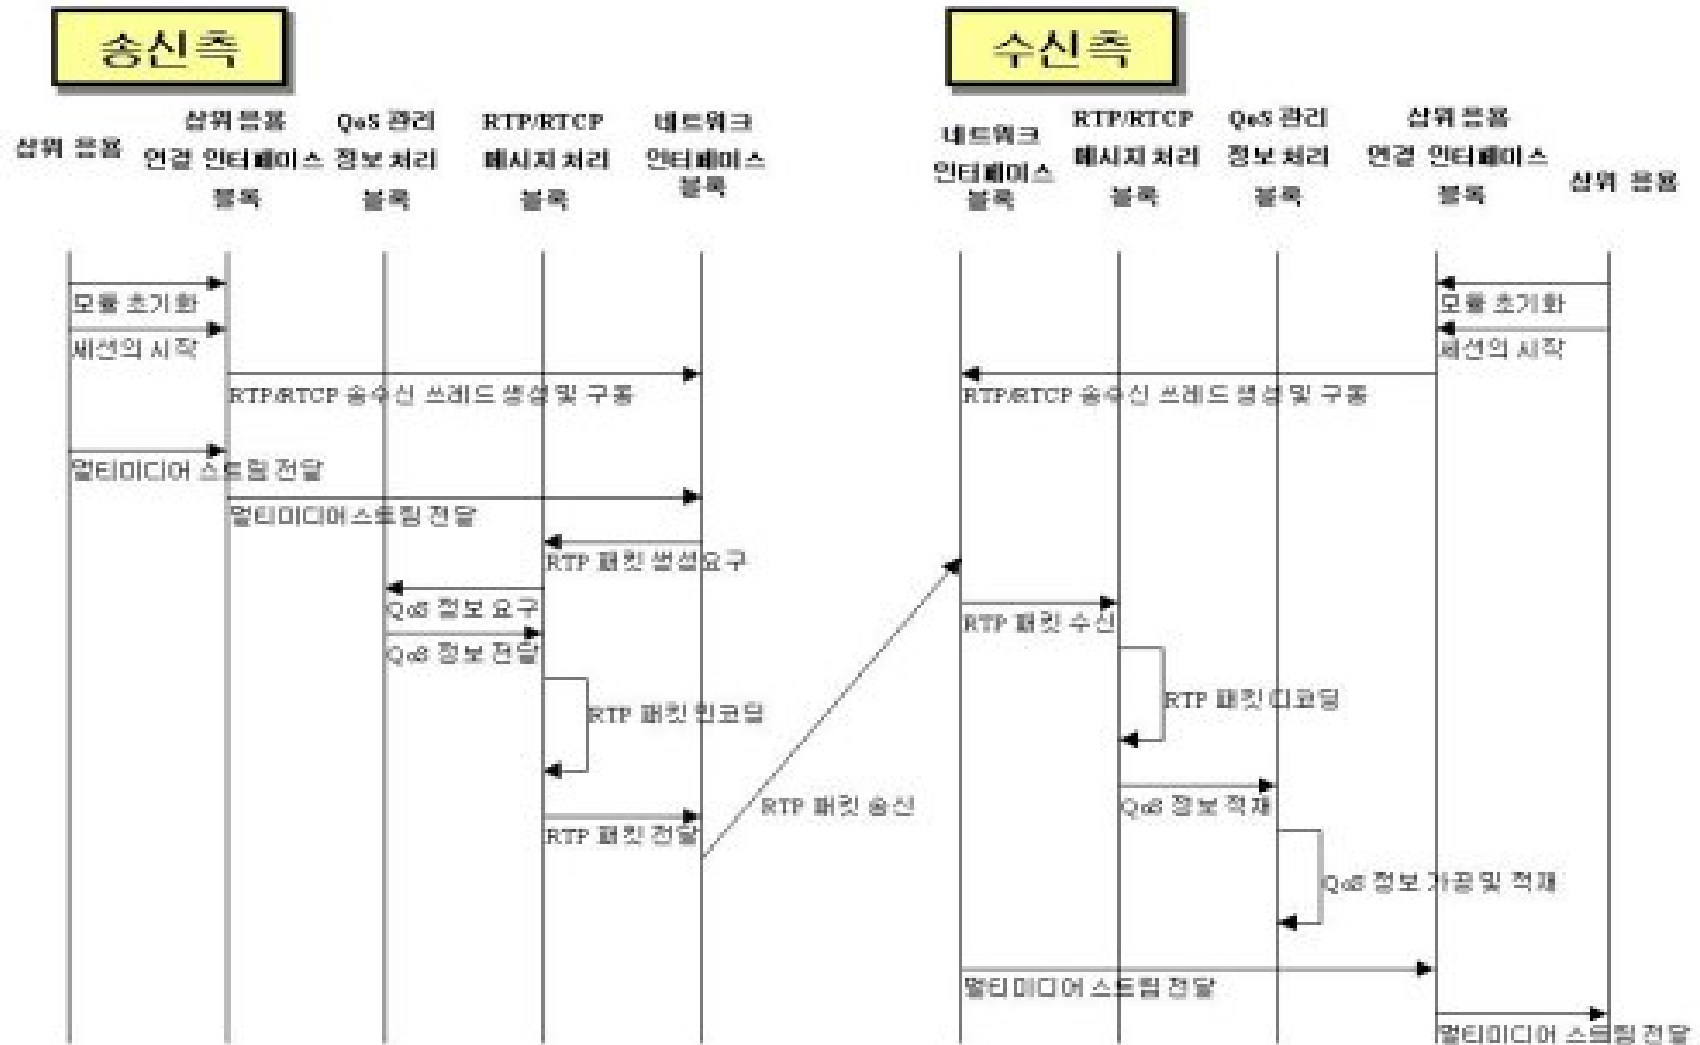 송신측
수신측
상위 응용
상위 응용
연결 인터페이스
블록
QoS 관리
정보 처리
블록
RTP/RTCP
메시지 처리
블록
네트워크
인터페이스
블록
네트워크
인터페이스
블록
RTP/RTCP
메시지 처리
블록
QoS 관리
정보 처리
블록
상위 응용
연결 인터페이스
블록
상위 응용
모듈 초기화
세션의 시작
RTP/RTCP 송수신 쓰레드 생성 및 구동
멀티미디어 스트림 전달
멀티미디어 스트림 전달
RTP 패킷 생성요구
QoS 정보 요구
QoS 정보 전달
RTP 패킷 인코딩
RTP 패킷 전달
RTP 패킷 송신
모듈 초기화
세션의 시작
RTP/RTCP 송수신 쓰레드 생성 및 구동
RTP 패킷 수신
RTP 패킷 디코딩
QoS 정보 적재
QoS 정보 가공 및 적재
멀티미디어 스트림 전달
멀티미디어 스트림 전달